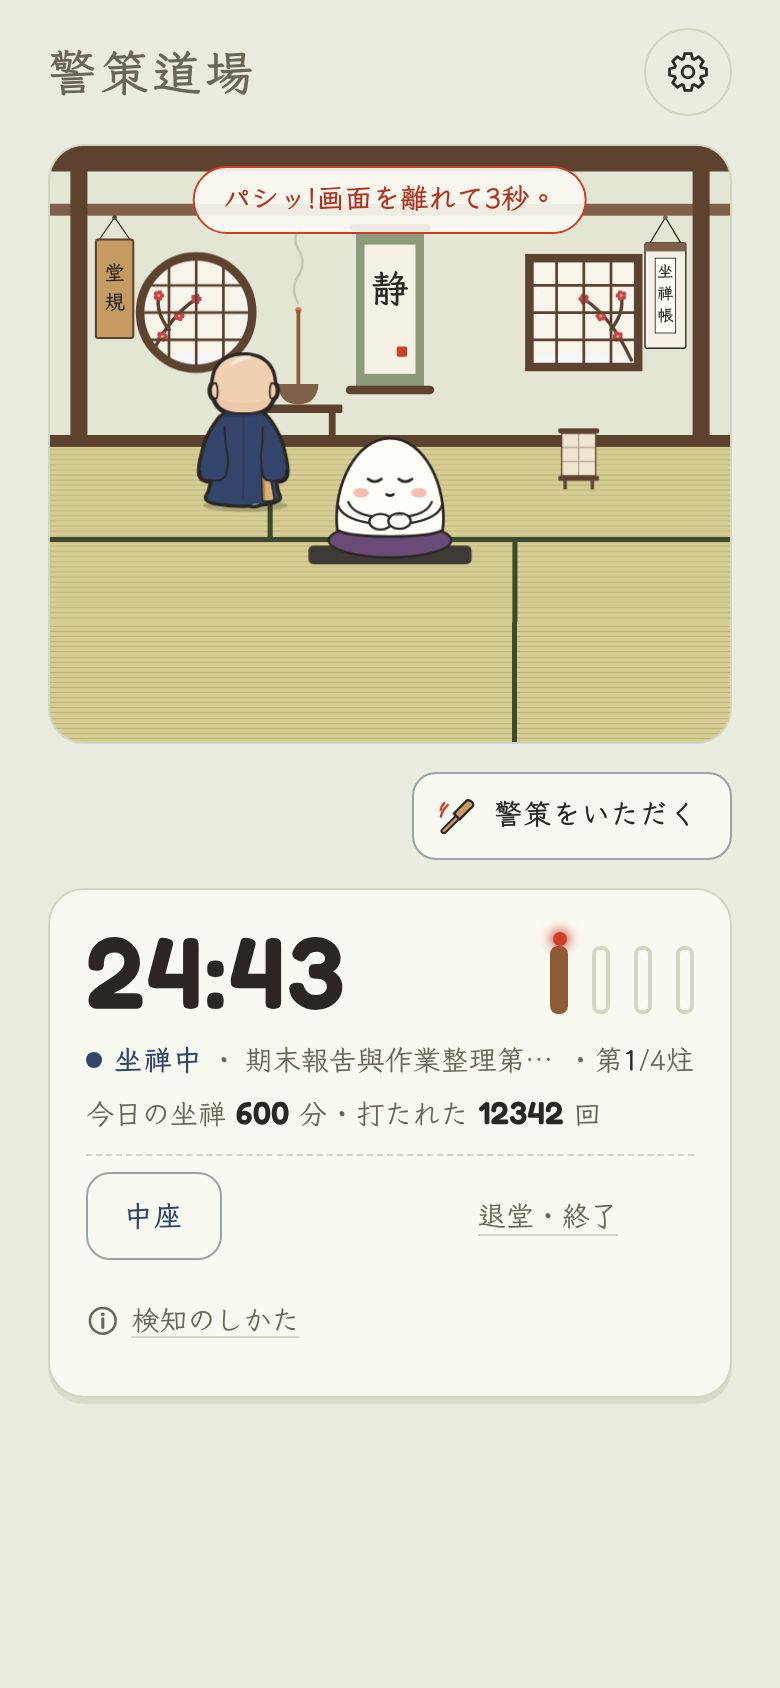 警策道場
パシッ!画面を離れて3秒。
堂規
静
坐禅帳
警策をいただく
24:43
坐禅中 ・ 期末報告與作業整理第⋯ ・第1/4炷
今日の坐禅 600 分・打たれた 12342 回
中座
退堂・終了
検知のしかた